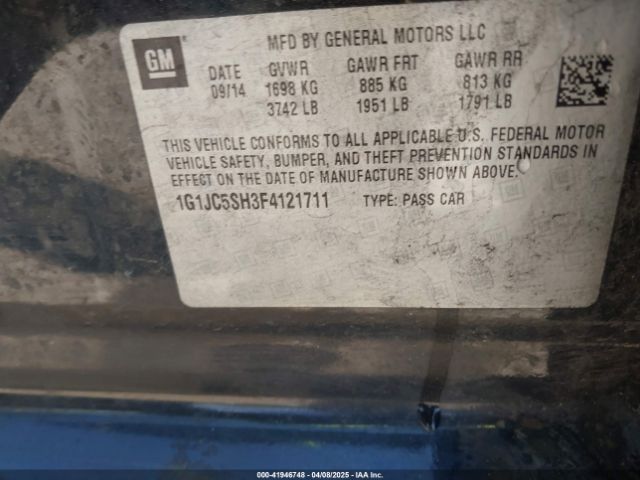 GM
MFD BY GENERAL MOTORS LLC
DATE GVWR GAWR FRT GAWR RR
09/14 1698 KG 885 KG 813 KG
3742 LB 1951 LB 1791 LB
THIS VEHICLE CONFORMS TO ALL APPLICABLE U.S. FEDERAL MOTOR
VEHICLE SAFETY, BUMPER, AND THEFT PREVENTION STANDARDS IN
EFFECT ON THE DATE OF MANUFACTURE SHOWN ABOVE.
1G1JC5SH3F4121711 TYPE: PASS CAR
000-41946748 - 04/08/2025 - IAA Inc.